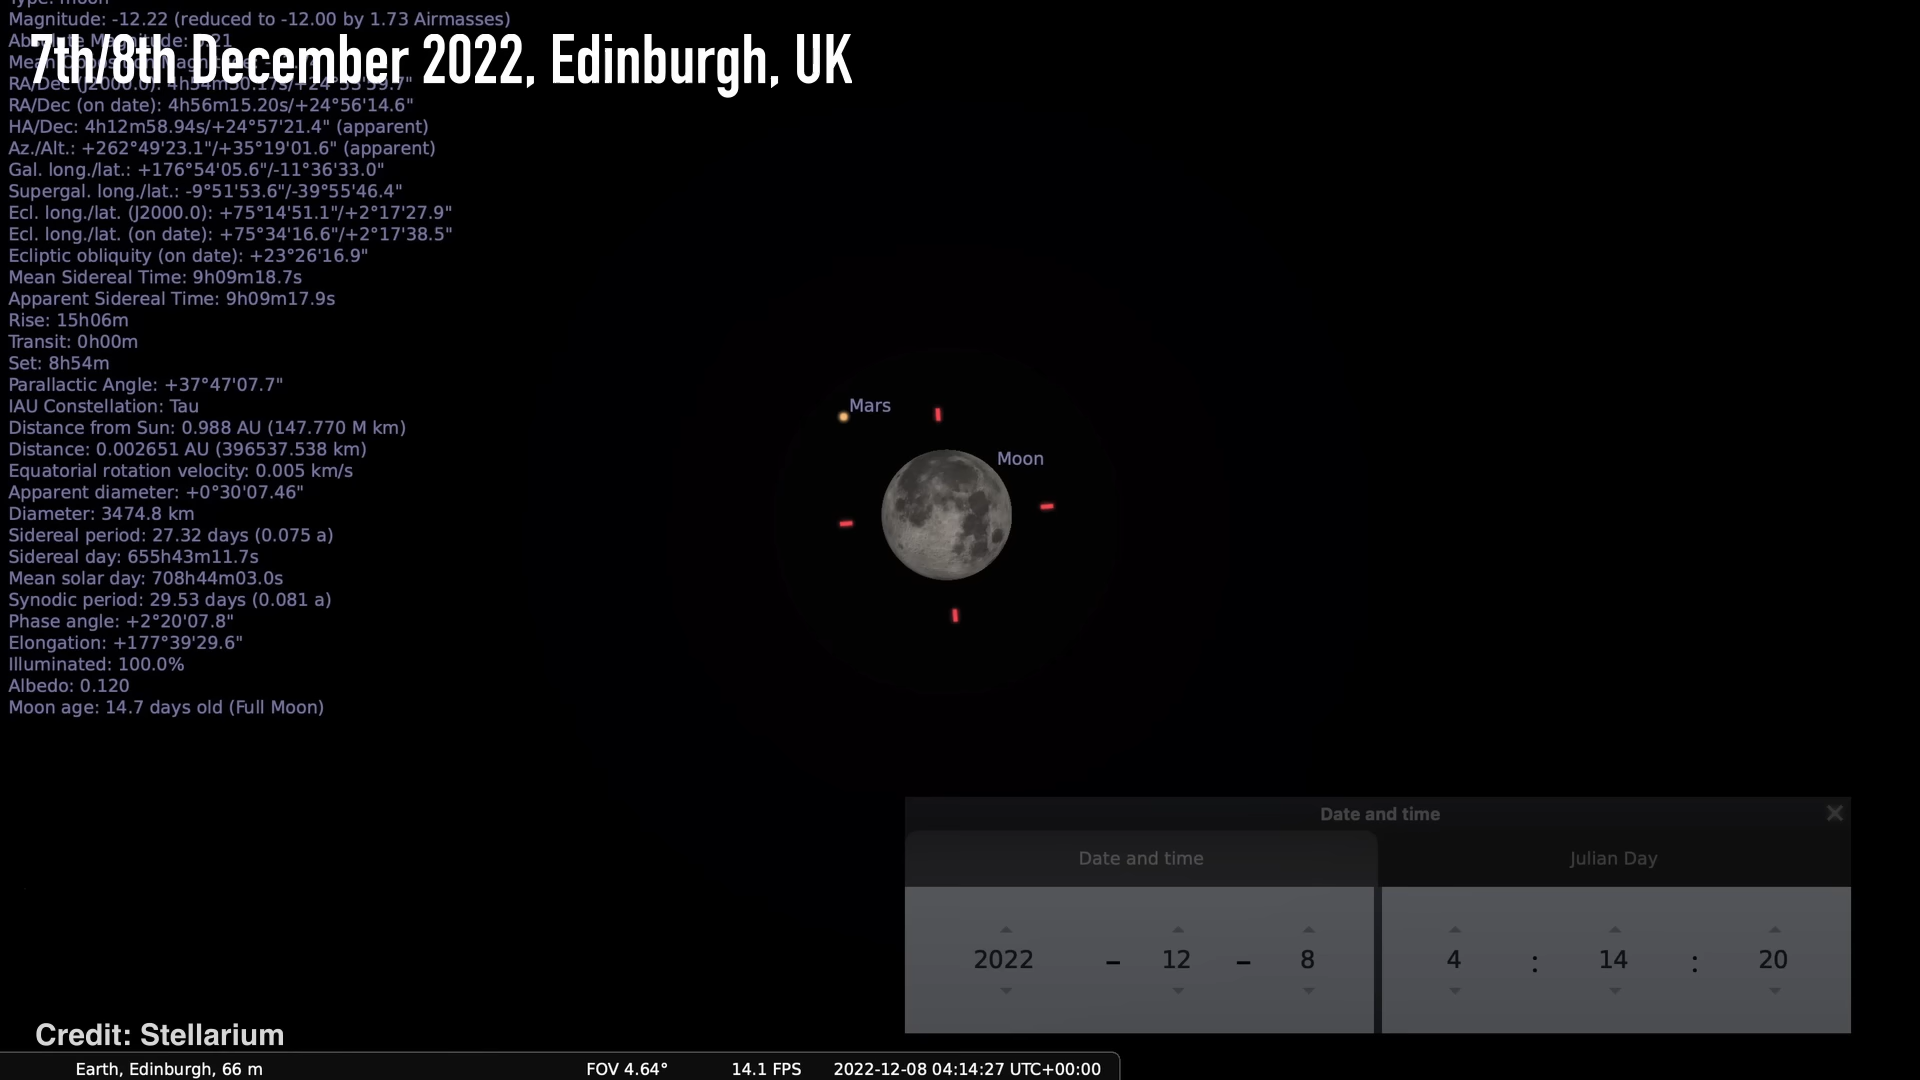 Type: moon
Magnitude: -12.22 (reduced to -12.00 by 1.73 Airmasses)
7th/8th December 2022, Edinburgh, UK
RA/Dec (J2000.0): 4h54m50.17s/+24°53'59.7"
RA/Dec (on date): 4h56m15.20s/+24°56'14.6"
HA/Dec: 4h12m58.94s/+24°57'21.4" (apparent)
Az./Alt.: +262°49'23.1"/+35°19'01.6" (apparent)
Gal. long./lat.: +176°54'05.6"/-11°36'33.0"
Supergal. long./lat.: -9°51'53.6"/-39°55'46.4"
Ecl. long./lat. (J2000.0): +75°14'51.1"/+2°17'27.9"
Ecl. long./lat. (on date): +75°34'16.6"/+2°17'38.5"
Ecliptic obliquity (on date): +23°26'16.9"
Mean Sidereal Time: 9h09m18.7s
Apparent Sidereal Time: 9h09m17.9s
Rise: 15h06m
Transit: 0h00m
Set: 8h54m
Parallactic Angle: +37°47'07.7"
IAU Constellation: Tau
Distance from Sun: 0.988 AU (147.770 M km)
Distance: 0.002651 AU (396537.538 km)
Equatorial rotation velocity: 0.005 km/s
Apparent diameter: +0°30'07.46"
Diameter: 3474.8 km
Sidereal period: 27.32 days (0.075 a)
Sidereal day: 655h43m11.7s
Mean solar day: 708h44m03.0s
Synodic period: 29.53 days (0.081 a)
Phase angle: +2°20'07.8"
Elongation: +177°39'29.6"
Illuminated: 100.0%
Albedo: 0.120
Moon age: 14.7 days old (Full Moon)
Mars
Moon
Date and time
Date and time
Julian Day
2022 - 12 - 8
4 : 14 : 20
Credit: Stellarium
Earth, Edinburgh, 66 m
FOV 4.64°
14.1 FPS
2022-12-08 04:14:27 UTC+00:00